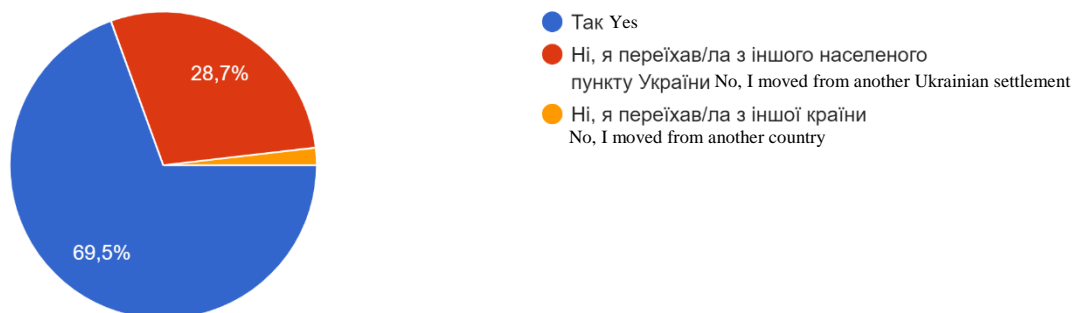 28,7%
69,5%
Так Yes
Ні, я переїхав/ла з іншого населеного
пункту України No, I moved from another Ukrainian settlement
Ні, я переїхав/ла з іншої країни
No, I moved from another country